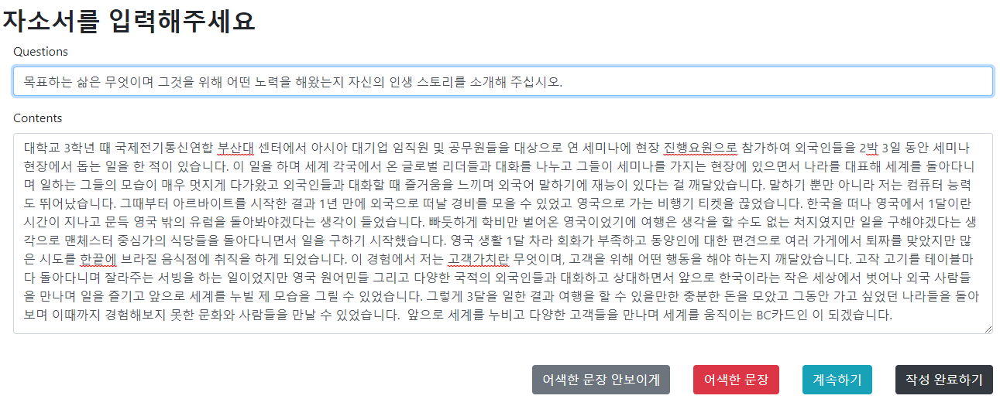 자소서를 입력해주세요
Questions
목표하는 삶은 무엇이며 그것을 위해 어떤 노력을 해왔는지 자신의 인생 스토리를 소개해 주십시오.
Contents
대학교 3학년 때 국제전기통신연합 부산대 센터에서 아시아 대기업 임직원 및 공무원들을 대상으로 연 세미나에 현장 진행요원으로 참가하여 외국인들을 2박 3일 동안 세미나
현장에서 돕는 일을 한 적이 있습니다. 이 일을 하며 세계 각국에서 온 글로벌 리더들과 대화를 나누고 그들이 세미나를 가지는 현장에 있으면서 나라를 대표해 세계를 돌아다니
며 일하는 그들의 모습이 매우 멋지게 다가왔고 외국인들과 대화할 때 즐거움을 느끼며 외국어 말하기에 재능이 있다는 걸 깨달았습니다. 말하기 뿐만 아니라 저는 컴퓨터 능력
도 뛰어났습니다. 그때부터 아르바이트를 시작한 결과 1년 만에 외국으로 떠날 경비를 모을 수 있었고 영국으로 가는 비행기 티켓을 끊었습니다. 한국을 떠나 영국에서 1달이란
시간이 지나고 문득 영국 밖의 유럽을 돌아봐야겠다는 생각이 들었습니다. 빠듯하게 학비만 벌어온 영국이었기에 여행은 생각을 할 수도 없는 처지였지만 일을 구해야겠다는 생
각으로 맨체스터 중심가의 식당들을 돌아다니면서 일을 구하기 시작했습니다. 영국 생활 1달 차라 회화가 부족하고 동양인에 대한 편견으로 여러 가게에서 퇴짜를 맞았지만 많
은 시도를 한끝에 브라질 음식점에 취직을 하게 되었습니다. 이 경험에서 저는 고객가치란 무엇이며, 고객을 위해 어떤 행동을 해야 하는지 깨달았습니다. 고작 고기를 테이블마
다 돌아다니며 잘라주는 서빙을 하는 일이었지만 영국 원어민들 그리고 다양한 국적의 외국인들과 대화하고 상대하면서 앞으로 한국이라는 작은 세상에서 벗어나 외국 사람들
을 만나며 일을 즐기고 앞으로 세계를 누빌 제 모습을 그릴 수 있었습니다. 그렇게 3달을 일한 결과 여행을 할 수 있을만한 충분한 돈을 모았고 그동안 가고 싶었던 나라들을 돌아
보며 이때까지 경험해보지 못한 문화와 사람들을 만날 수 있었습니다.  앞으로 세계를 누비고 다양한 고객들을 만나며 세계를 움직이는 BC카드인 이 되겠습니다.
어색한 문장 안보이게 어색한 문장 계속하기 작성 완료하기